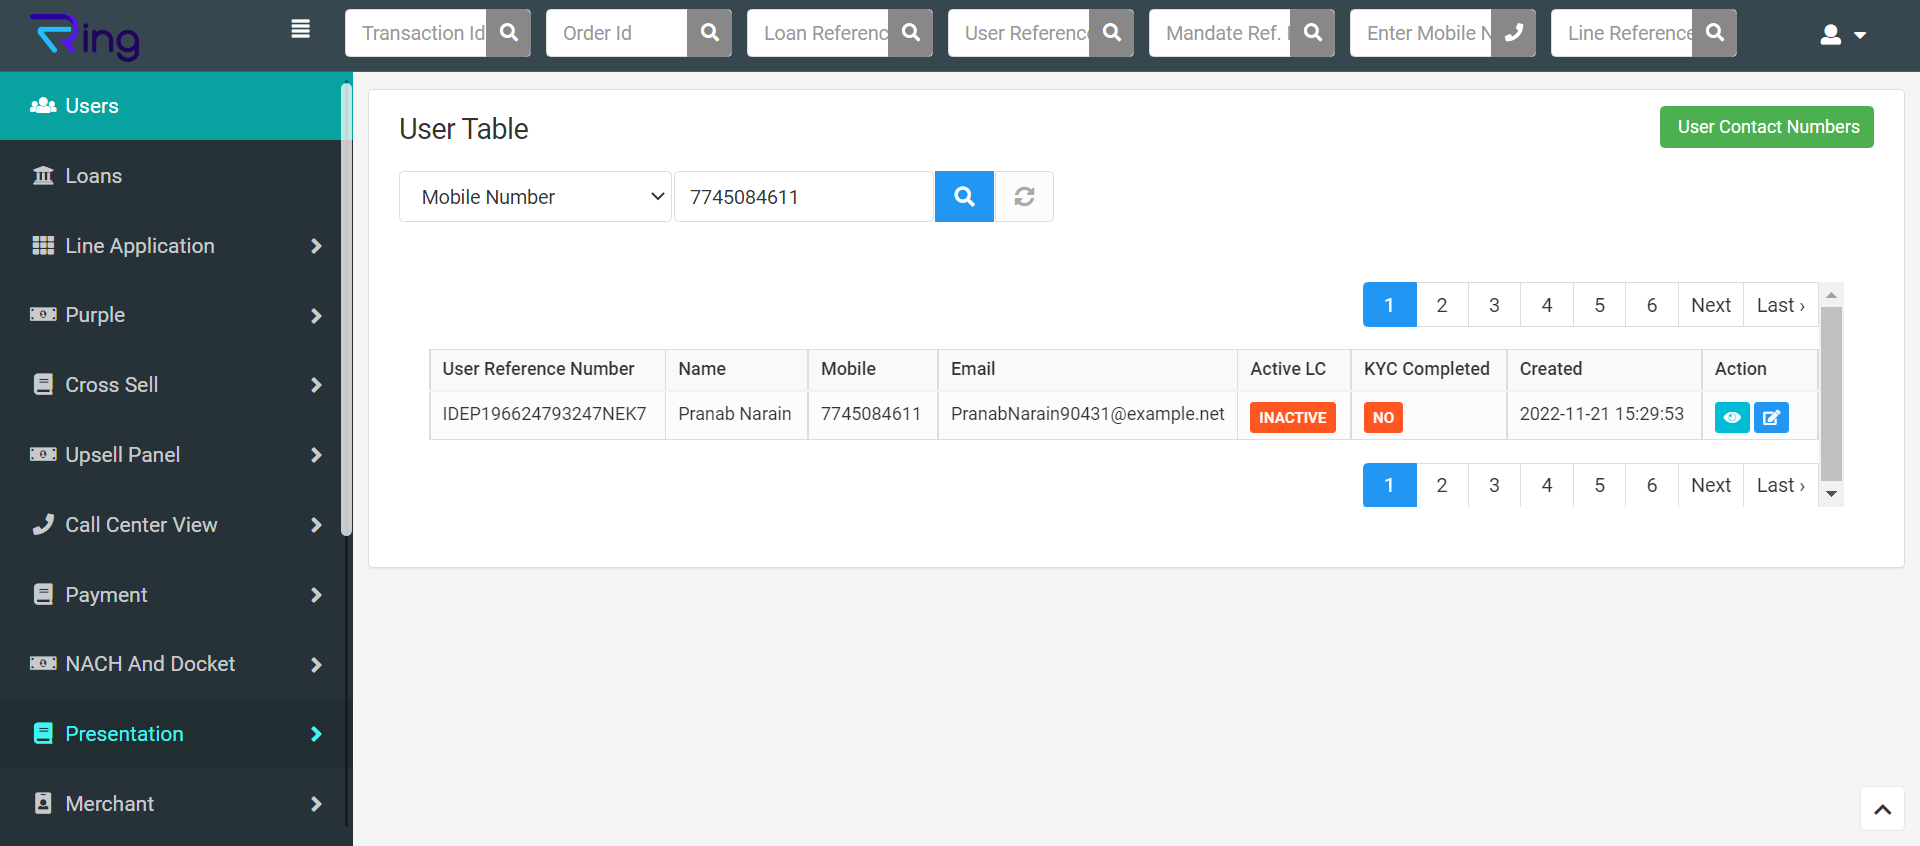 Ring
Transaction Id
Order Id
Loan Referenc
User Referenc
Mandate Ref.
Enter Mobile N
Line Reference
Users
Loans
Line Application
Purple
Cross Sell
Upsell Panel
Call Center View
Payment
NACH And Docket
Presentation
Merchant
User Table
User Contact Numbers
Mobile Number
7745084611
1 2 3 4 5 6 Next Last ›
User Reference Number Name Mobile Email Active LC KYC Completed Created Action
IDEP196624793247NEK7 Pranab Narain 7745084611 PranabNarain90431@example.net INACTIVE NO 2022-11-21 15:29:53
1 2 3 4 5 6 Next Last ›